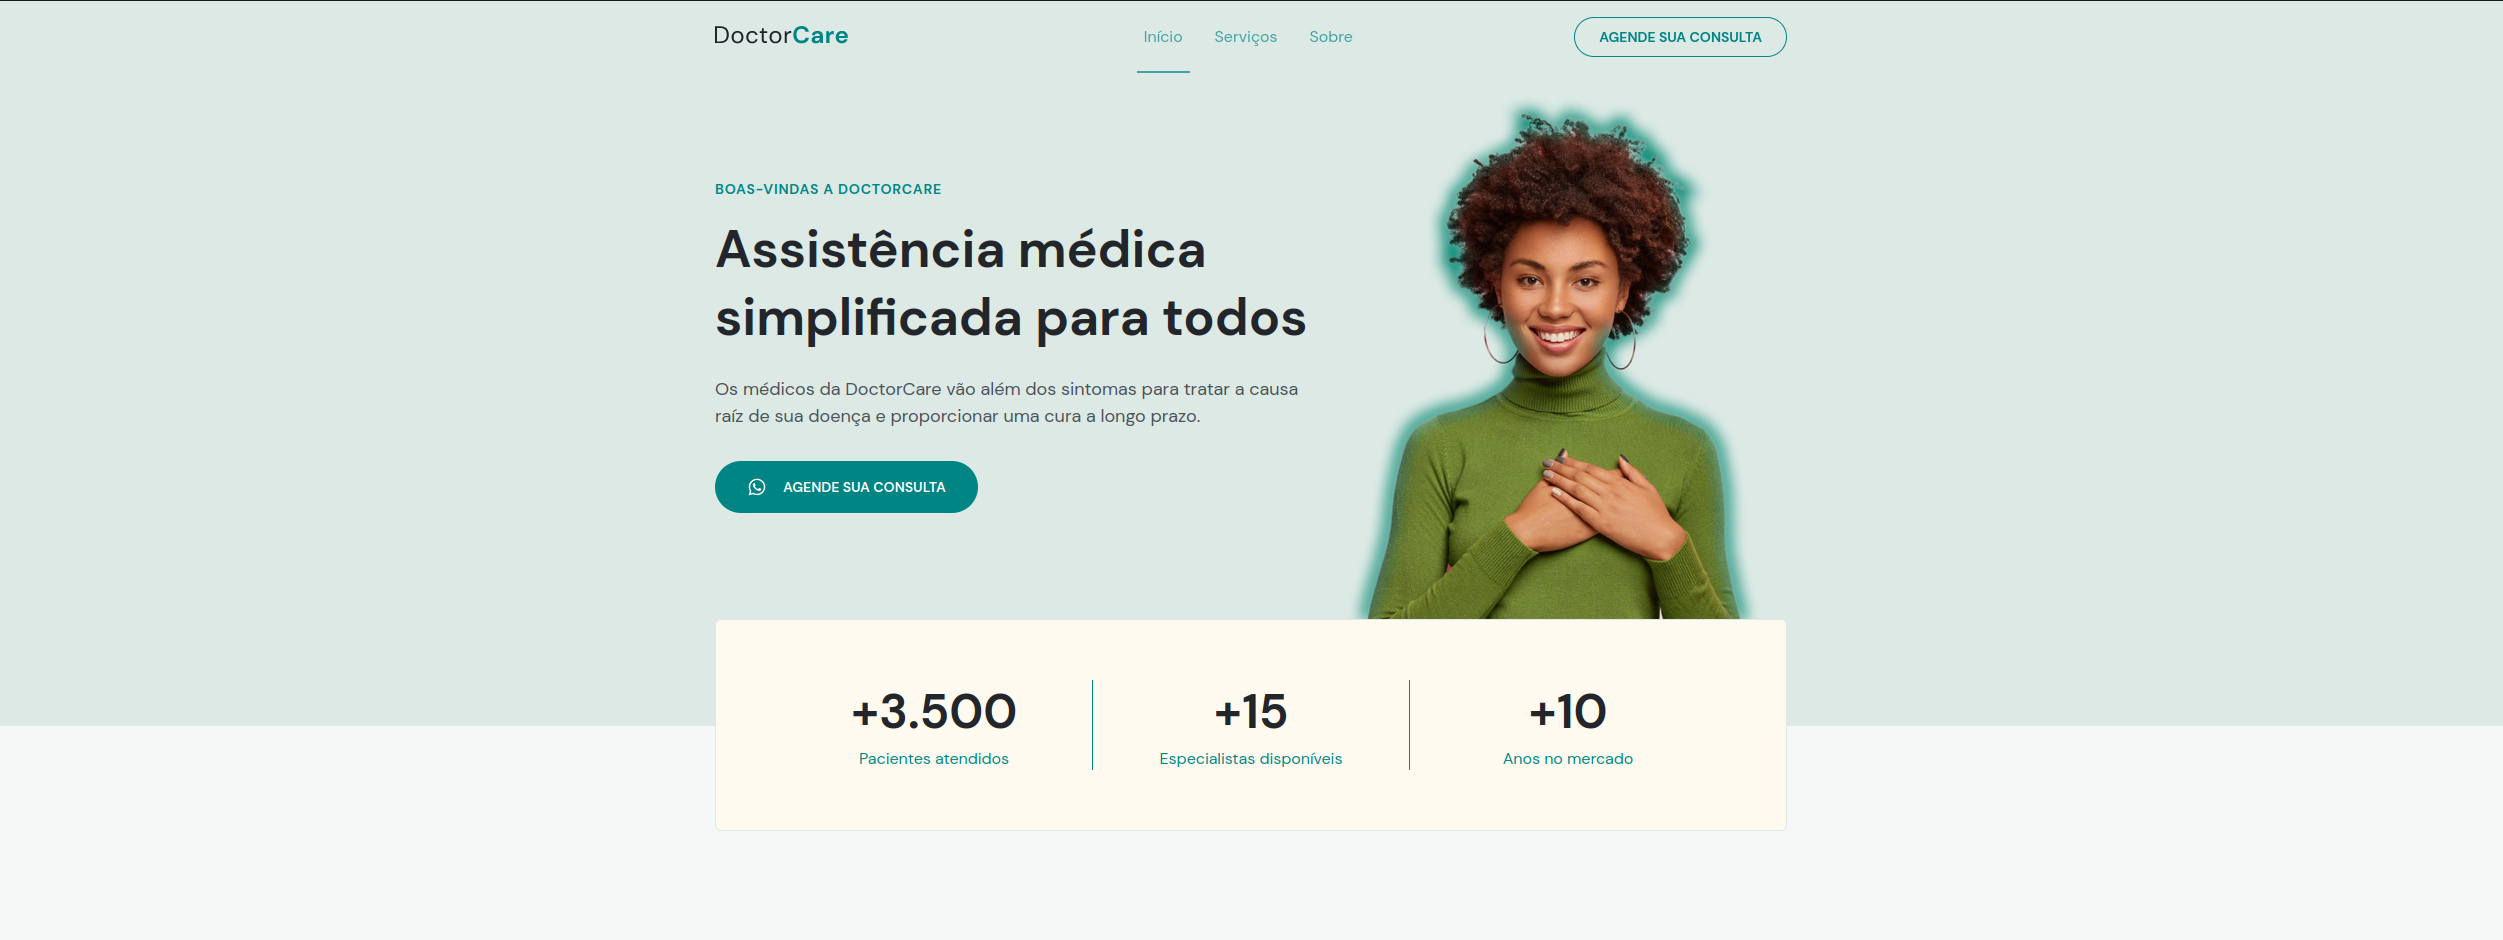 DoctorCare
Início
Serviços
Sobre
AGENDE SUA CONSULTA
BOAS-VINDAS A DOCTORCARE
Assistência médica
simplificada para todos
Os médicos da DoctorCare vão além dos sintomas para tratar a causa
raíz de sua doença e proporcionar uma cura a longo prazo.
AGENDE SUA CONSULTA
+3.500
Pacientes atendidos
+15
Especialistas disponíveis
+10
Anos no mercado